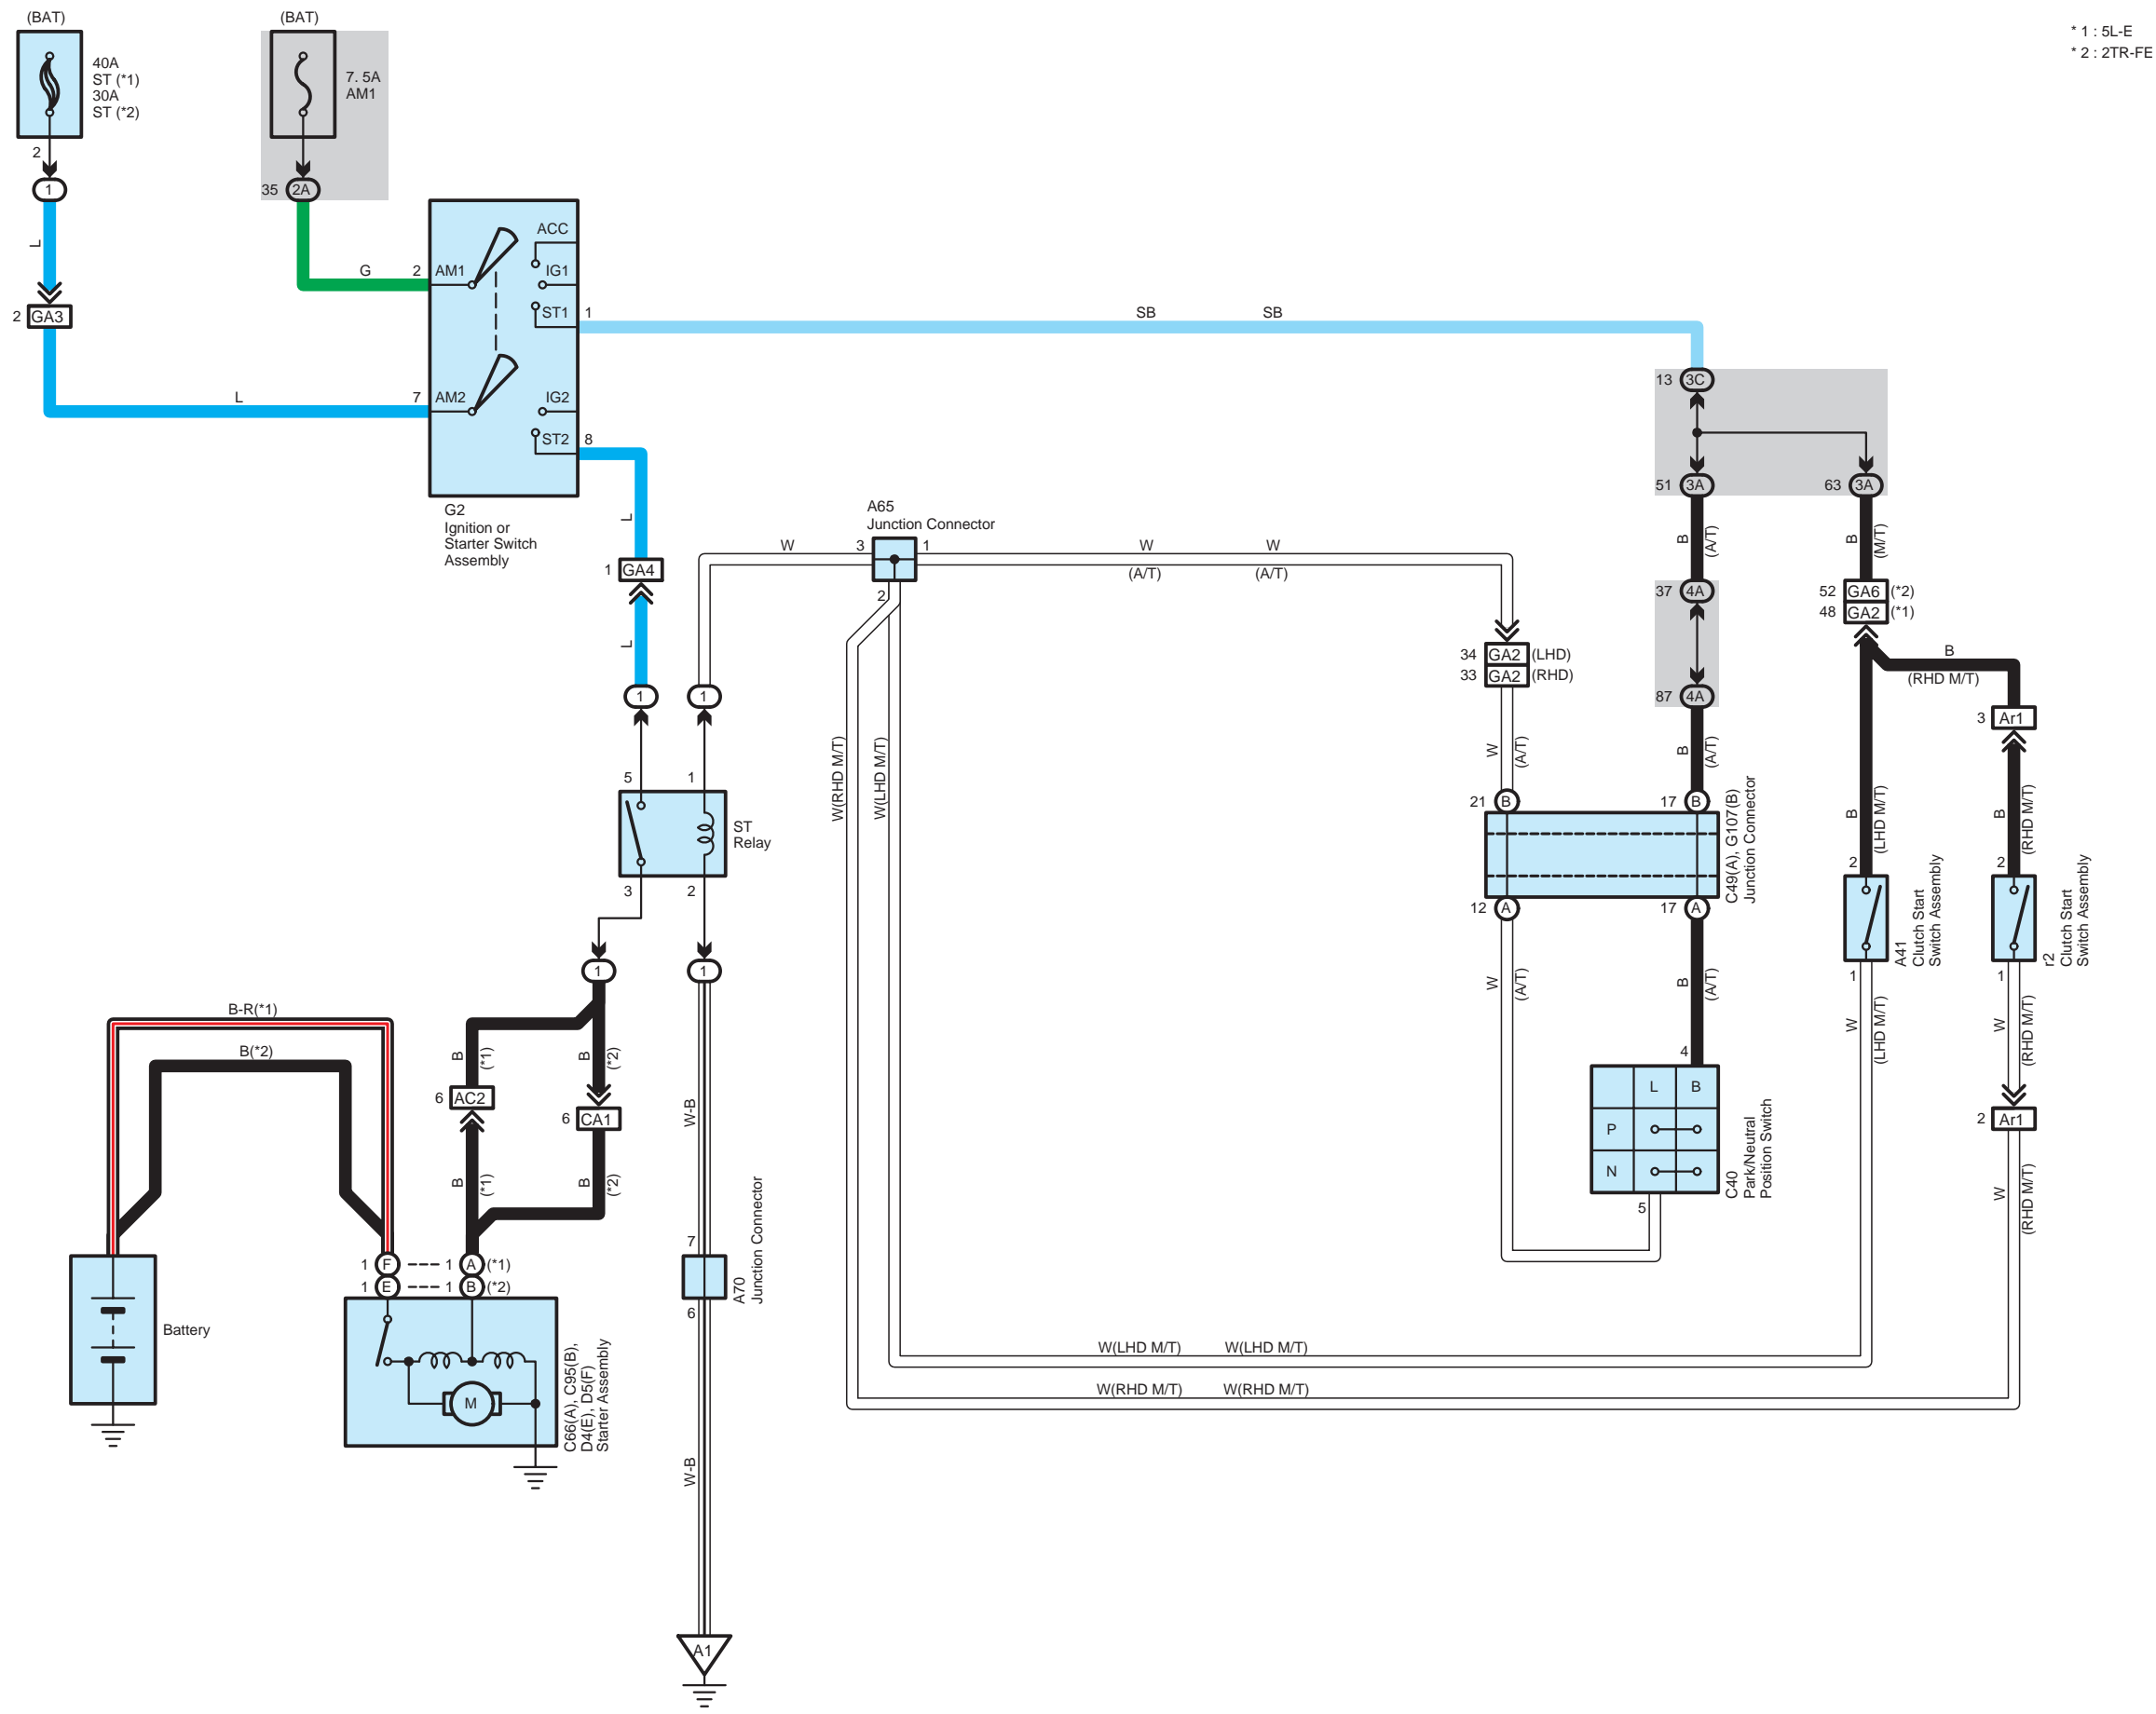 (BAT)
(BAT)
* 1 : 5L-E
* 2 : 2TR-FE
40A
ST (*1)
30A
ST (*2)
7. 5A
AM1
2
1
35
2A
L
2
GA3
L
G
2
7
AM1
AM2
ACC
IG1
ST1
IG2
ST2
1
8
G2
Ignition or
Starter Switch
Assembly
SB
SB
13
3C
51
3A
63
3A
L
1
GA4
L
1
1
W
A65
Junction Connector
3
1
2
W
W
(A/T)
(A/T)
B
(A/T)
B
(M/T)
37
4A
87
4A
52
GA6
(*2)
48
GA2
(*1)
34
GA2
(LHD)
33
GA2
(RHD)
B
(RHD M/T)
3
Ar1
W(RHD M/T)
W(LHD M/T)
W
(A/T)
B
(A/T)
5
1
ST
Relay
3
2
21
B
17
B
C49(A), G107(B)
Junction Connector
12
A
17
A
B
(LHD M/T)
B
(RHD M/T)
2
A41
Clutch Start
Switch Assembly
1
2
r2
Clutch Start
Switch Assembly
1
1
1
W
(A/T)
B
(A/T)
W
(LHD M/T)
W
(RHD M/T)
B-R(*1)
B(*2)
B
(*1)
B
(*2)
6
AC2
6
CA1
B
(*1)
B
(*2)
W-B
4
L
B
P
N
5
C40
Park/Neutral
Position Switch
2
Ar1
W
(RHD M/T)
1
F
1
A
(*1)
1
E
1
B
(*2)
Battery
M
C66(A), C95(B),
D4(E), D5(F)
Starter Assembly
7
A70
Junction Connector
6
W-B
A1
W(LHD M/T)
W(LHD M/T)
W(RHD M/T)
W(RHD M/T)